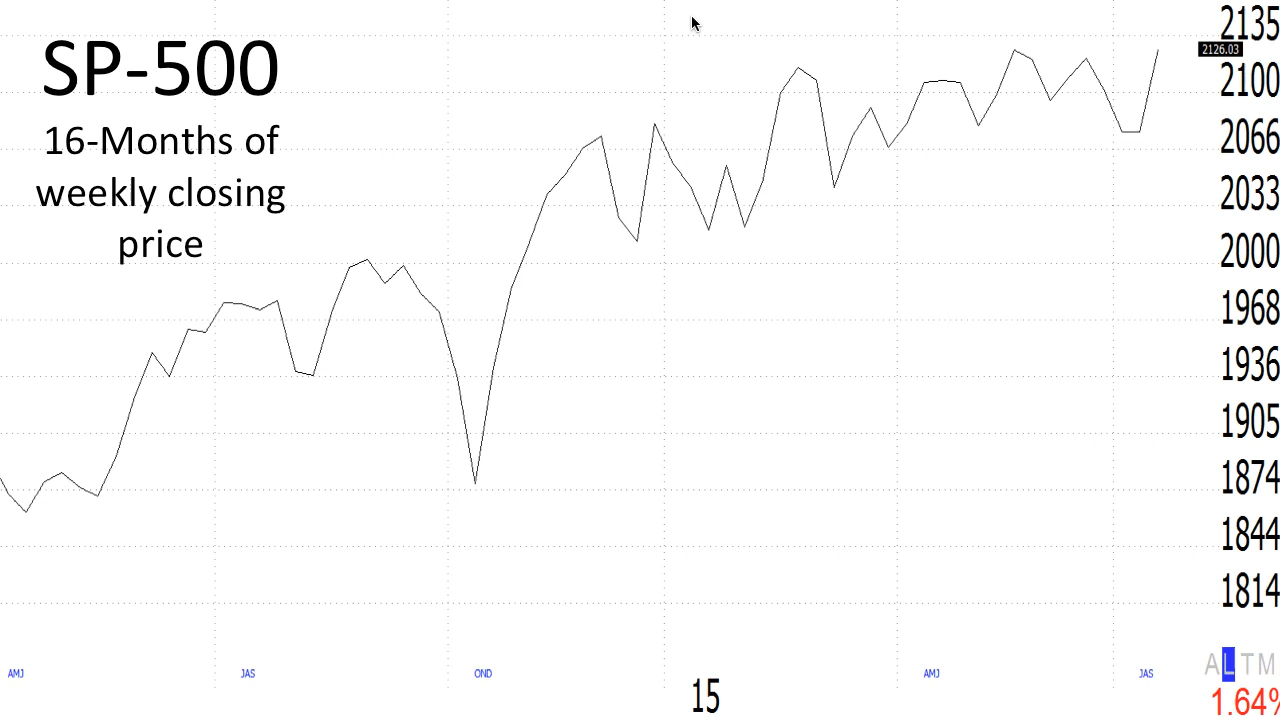 SP-500
16-Months of
weekly closing
price
2135
2126.03
2100
2066
2033
2000
1968
1936
1905
1874
1844
1814
AMJ
JAS
OND
15
AMJ
JAS
ALTM
1.64%